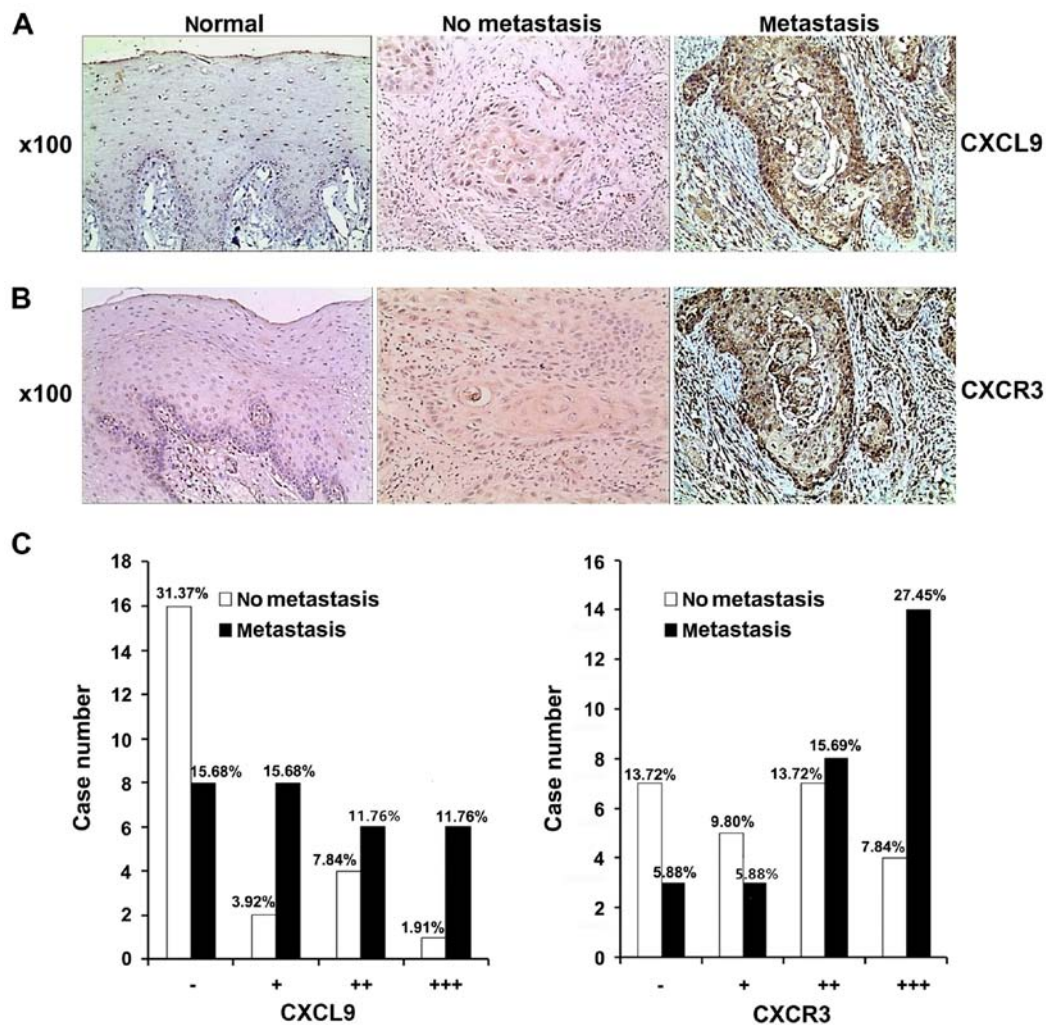 A
Normal
No metastasis
Metastasis
x100
CXCL9
B
x100
CXCR3
C
18
16
14
12
10
8
6
4
2
0
Case number
No metastasis
Metastasis
31.37%
15.68%
3.92%
15.68%
7.84%
11.76%
1.91%
11.76%
- + ++ +++
CXCL9
16
14
12
10
8
6
4
2
0
Case number
No metastasis
Metastasis
13.72%
5.88%
9.80%
5.88%
13.72%
15.69%
7.84%
27.45%
- + ++ +++
CXCR3